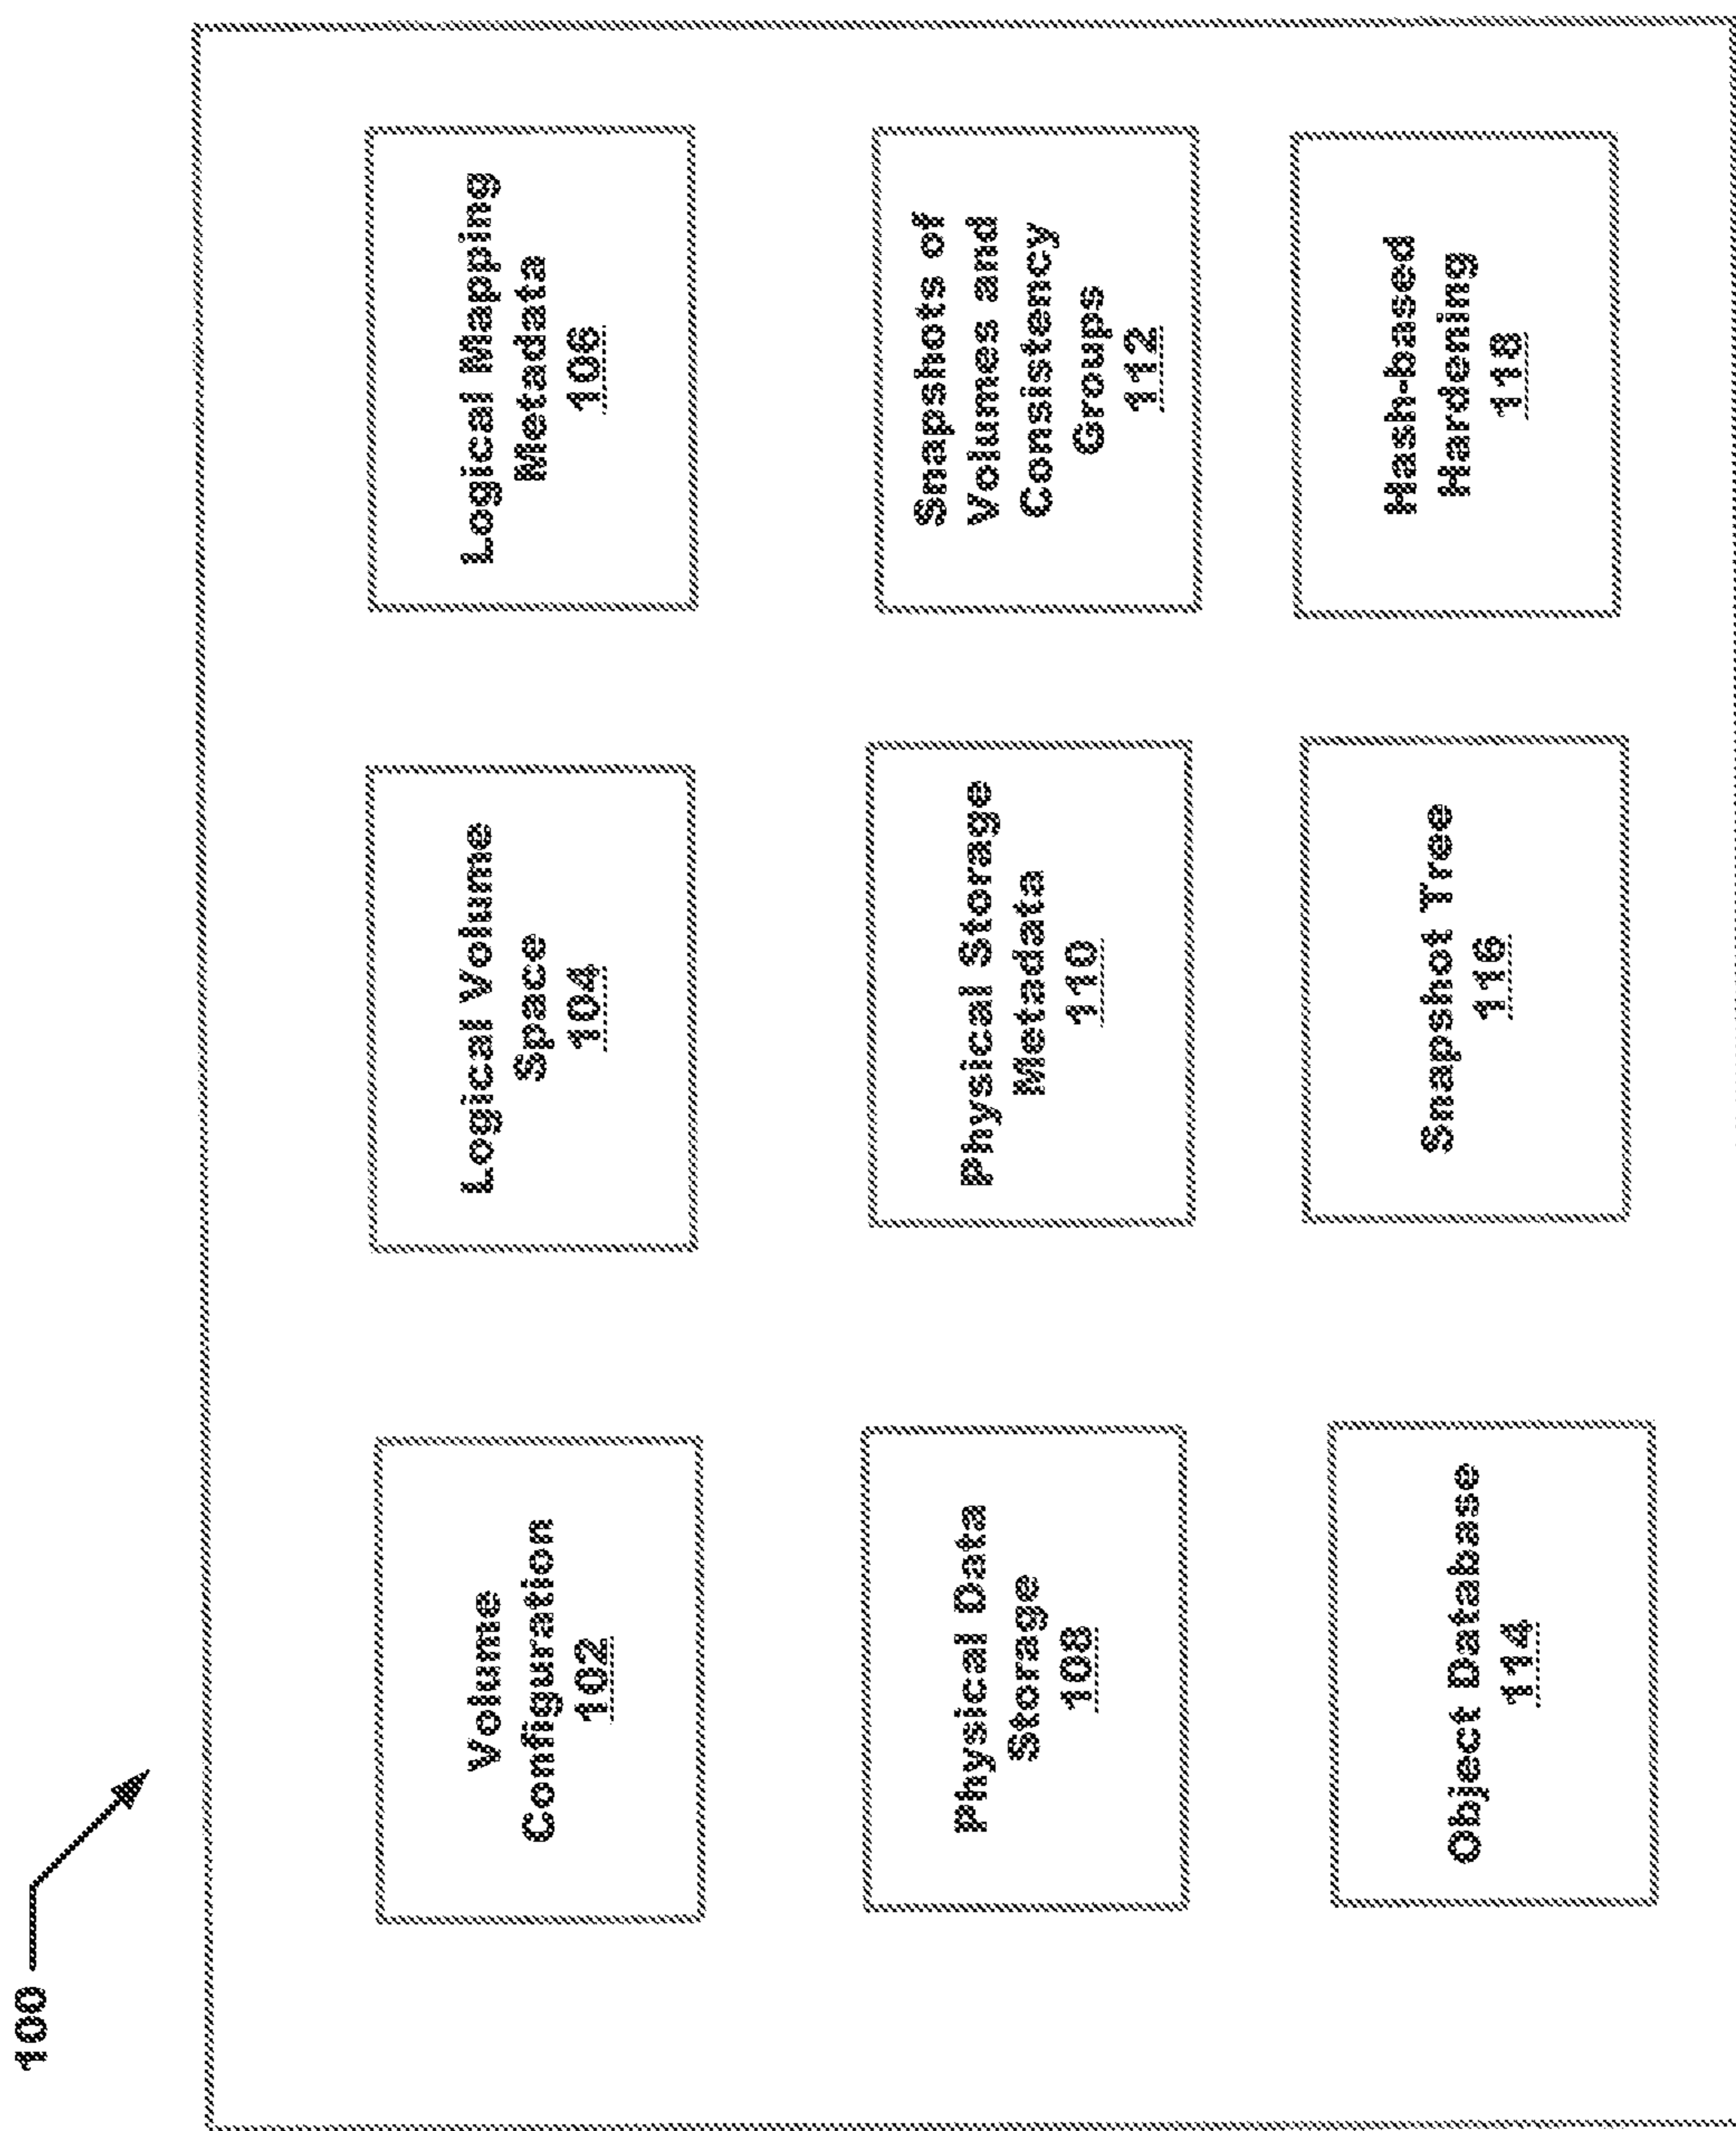 100
Volume
Configuration
102
Logical Volume
Space
104
Logical Mapping
Metadata
106
Physical Data
Storage
108
Physical Storage
Metadata
110
Snapshots of
Volumes and
Consistency
Groups
112
Object Database
114
Snapshot Tree
116
Hash-based
Hardening
118